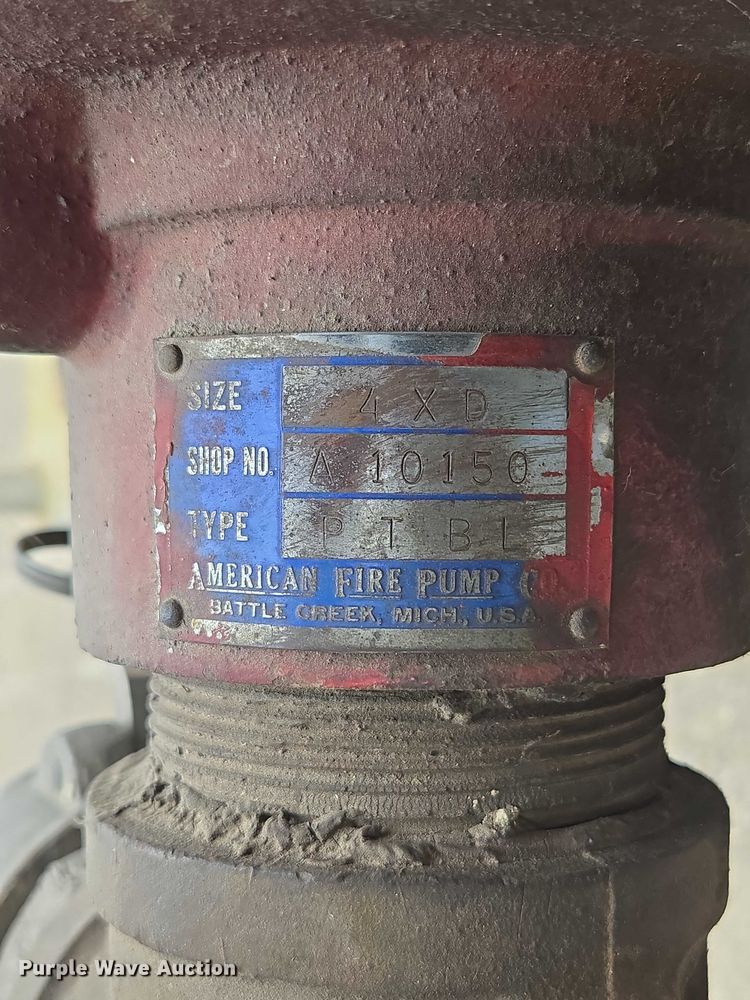 SIZE 4 X D
SHOP NO. A 10150
TYPE P T B L
AMERICAN FIRE PUMP CO.
BATTLE CREEK, MICH., U.S.A.
Purple Wave Auction